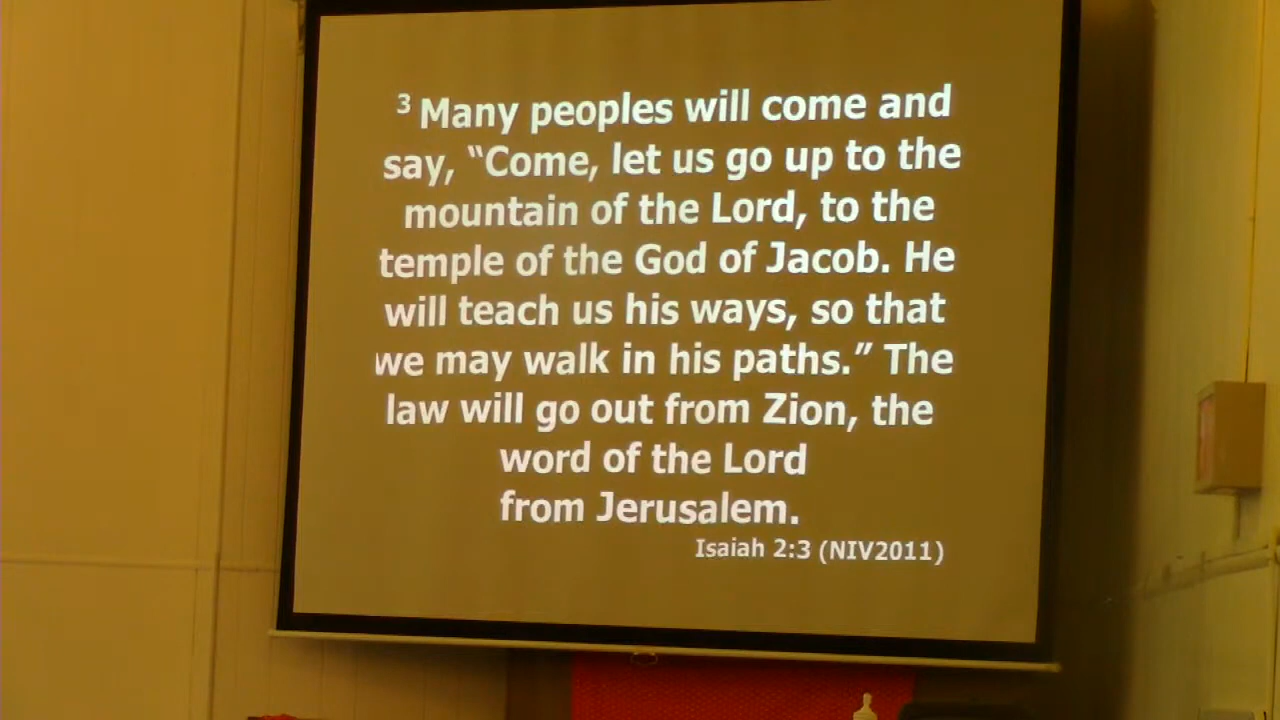 3 Many peoples will come and
say, “Come, let us go up to the
mountain of the Lord, to the
temple of the God of Jacob. He
will teach us his ways, so that
we may walk in his paths.” The
law will go out from Zion, the
word of the Lord
from Jerusalem.
Isaiah 2:3 (NIV2011)